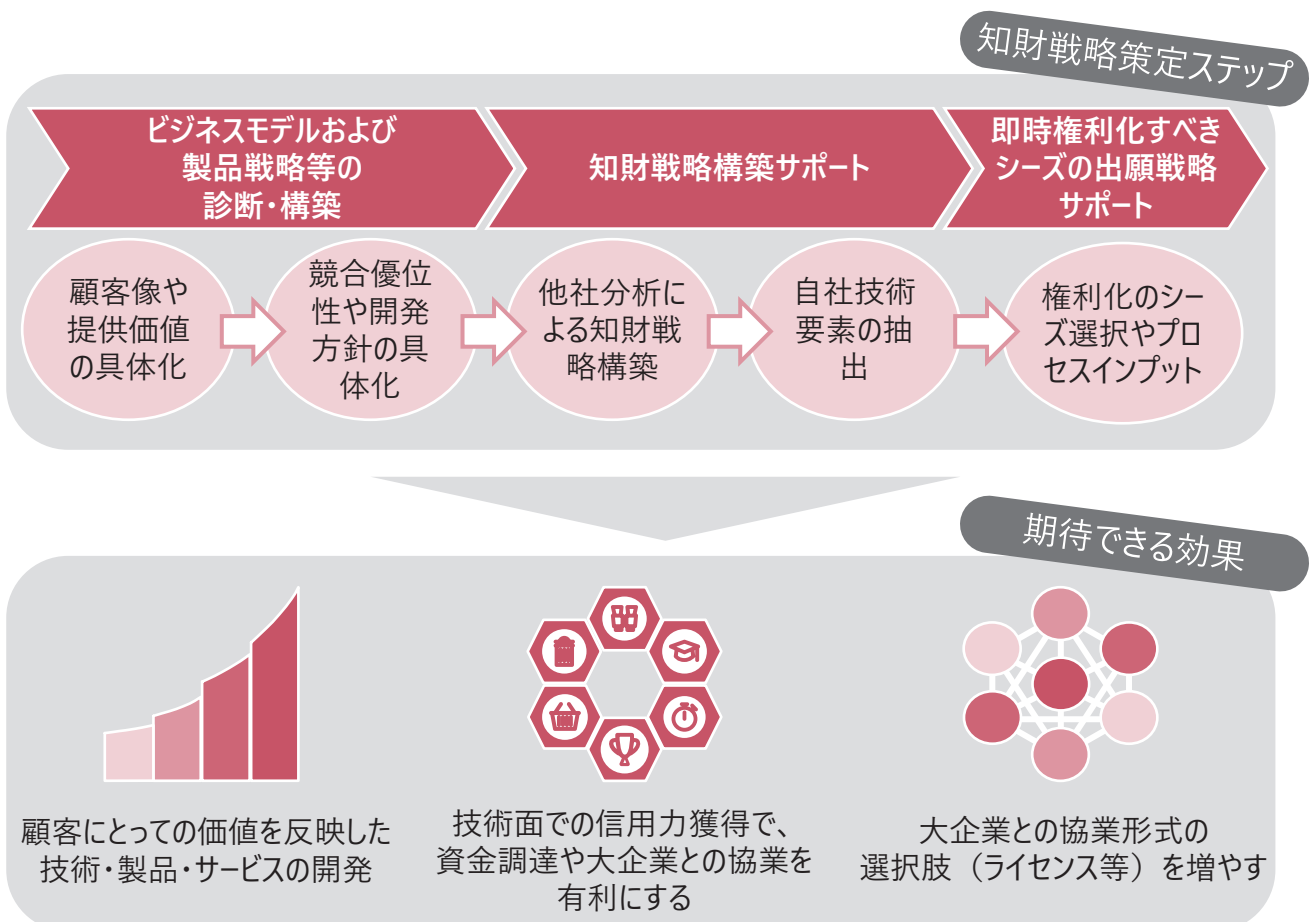 知財戦略策定ステップ
ビジネスモデルおよび
製品戦略等の
診断・構築
知財戦略構築サポート
即時権利化すべき
シーズの出願戦略
サポート
顧客像や
提供価値
の具体化
競合優位
性や開発
方針の具
体化
他社分析に
よる知財戦
略構築
自社技術
要素の抽
出
権利化のシー
ズ選択やプロ
セスインプット
期待できる効果
顧客にとっての価値を反映した
技術・製品・サービスの開発
技術面での信用力獲得で、
資金調達や大企業との協業を
有利にする
大企業との協業形式の
選択肢（ライセンス等）を増やす